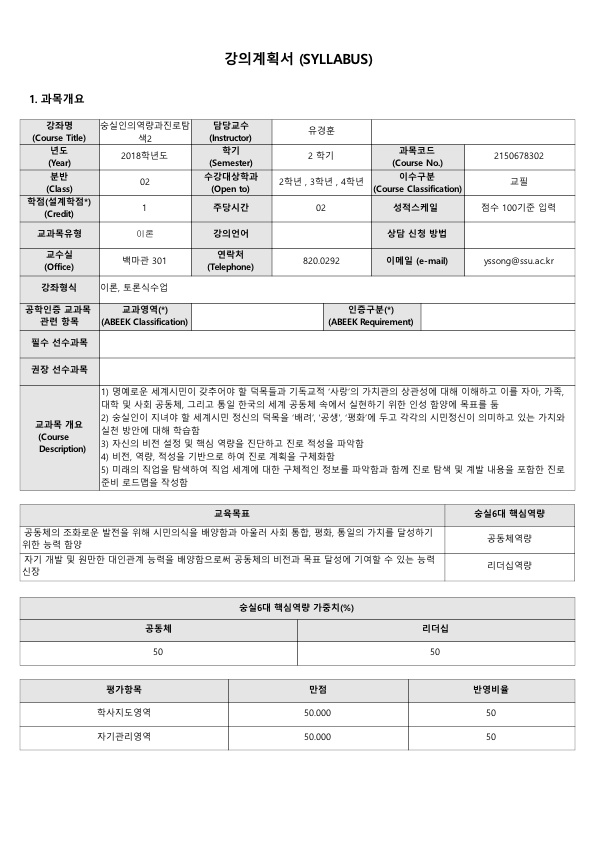 강의계획서 (SYLLABUS)
1. 과목개요
강좌명
(Course Title)
숭실인의역량과진로탐
색2
담당교수
(Instructor)
유경훈
년도
(Year)
2018학년도
학기
(Semester)
2 학기
과목코드
(Course No.)
2150678302
분반
(Class)
02
수강대상학과
(Open to)
2학년 , 3학년 , 4학년
이수구분
(Course Classification)
교필
학점(설계학점*)
(Credit)
1
주당시간
02
성적스케일
점수 100기준 입력
교과목유형
이론
강의언어
상담 신청 방법
교수실
(Office)
백마관 301
연락처
(Telephone)
820.0292
이메일 (e-mail)
yssong@ssu.ac.kr
강좌형식
이론, 토론식수업
공학인증 교과목
관련 항목
교과영역(*)
(ABEEK Classification)
인증구분(*)
(ABEEK Requirement)
필수 선수과목
권장 선수과목
교과목 개요
(Course
Description)
1) 명예로운 세계시민이 갖추어야 할 덕목들과 기독교적 '사랑'의 가치관의 상관성에 대해 이해하고 이를 자아, 가족,
대학 및 사회 공동체, 그리고 통일 한국의 세계 공동체 속에서 실현하기 위한 인성 함양에 목표를 둠
2) 숭실인이 지녀야 할 세계시민 정신의 덕목을 '배려', '공생', '평화'에 두고 각각의 시민정신이 의미하고 있는 가치와
실천 방안에 대해 학습함
3) 자신의 비전 설정 및 핵심 역량을 진단하고 진로 적성을 파악함
4) 비전, 역량, 적성을 기반으로 하여 진로 계획을 구체화함
5) 미래의 직업을 탐색하여 직업 세계에 대한 구체적인 정보를 파악함과 함께 진로 탐색 및 계발 내용을 포함한 진로
준비 로드맵을 작성함
교육목표
숭실6대 핵심역량
공동체의 조화로운 발전을 위해 시민의식을 배양함과 아울러 사회 통합, 평화, 통일의 가치를 달성하기
위한 능력 함양
공동체역량
자기 개발 및 원만한 대인관계 능력을 배양함으로써 공동체의 비전과 목표 달성에 기여할 수 있는 능력
신장
리더십역량
숭실6대 핵심역량 가중치(%)
공동체
리더십
50
50
평가항목
만점
반영비율
학사지도영역
50.000
50
자기관리영역
50.000
50